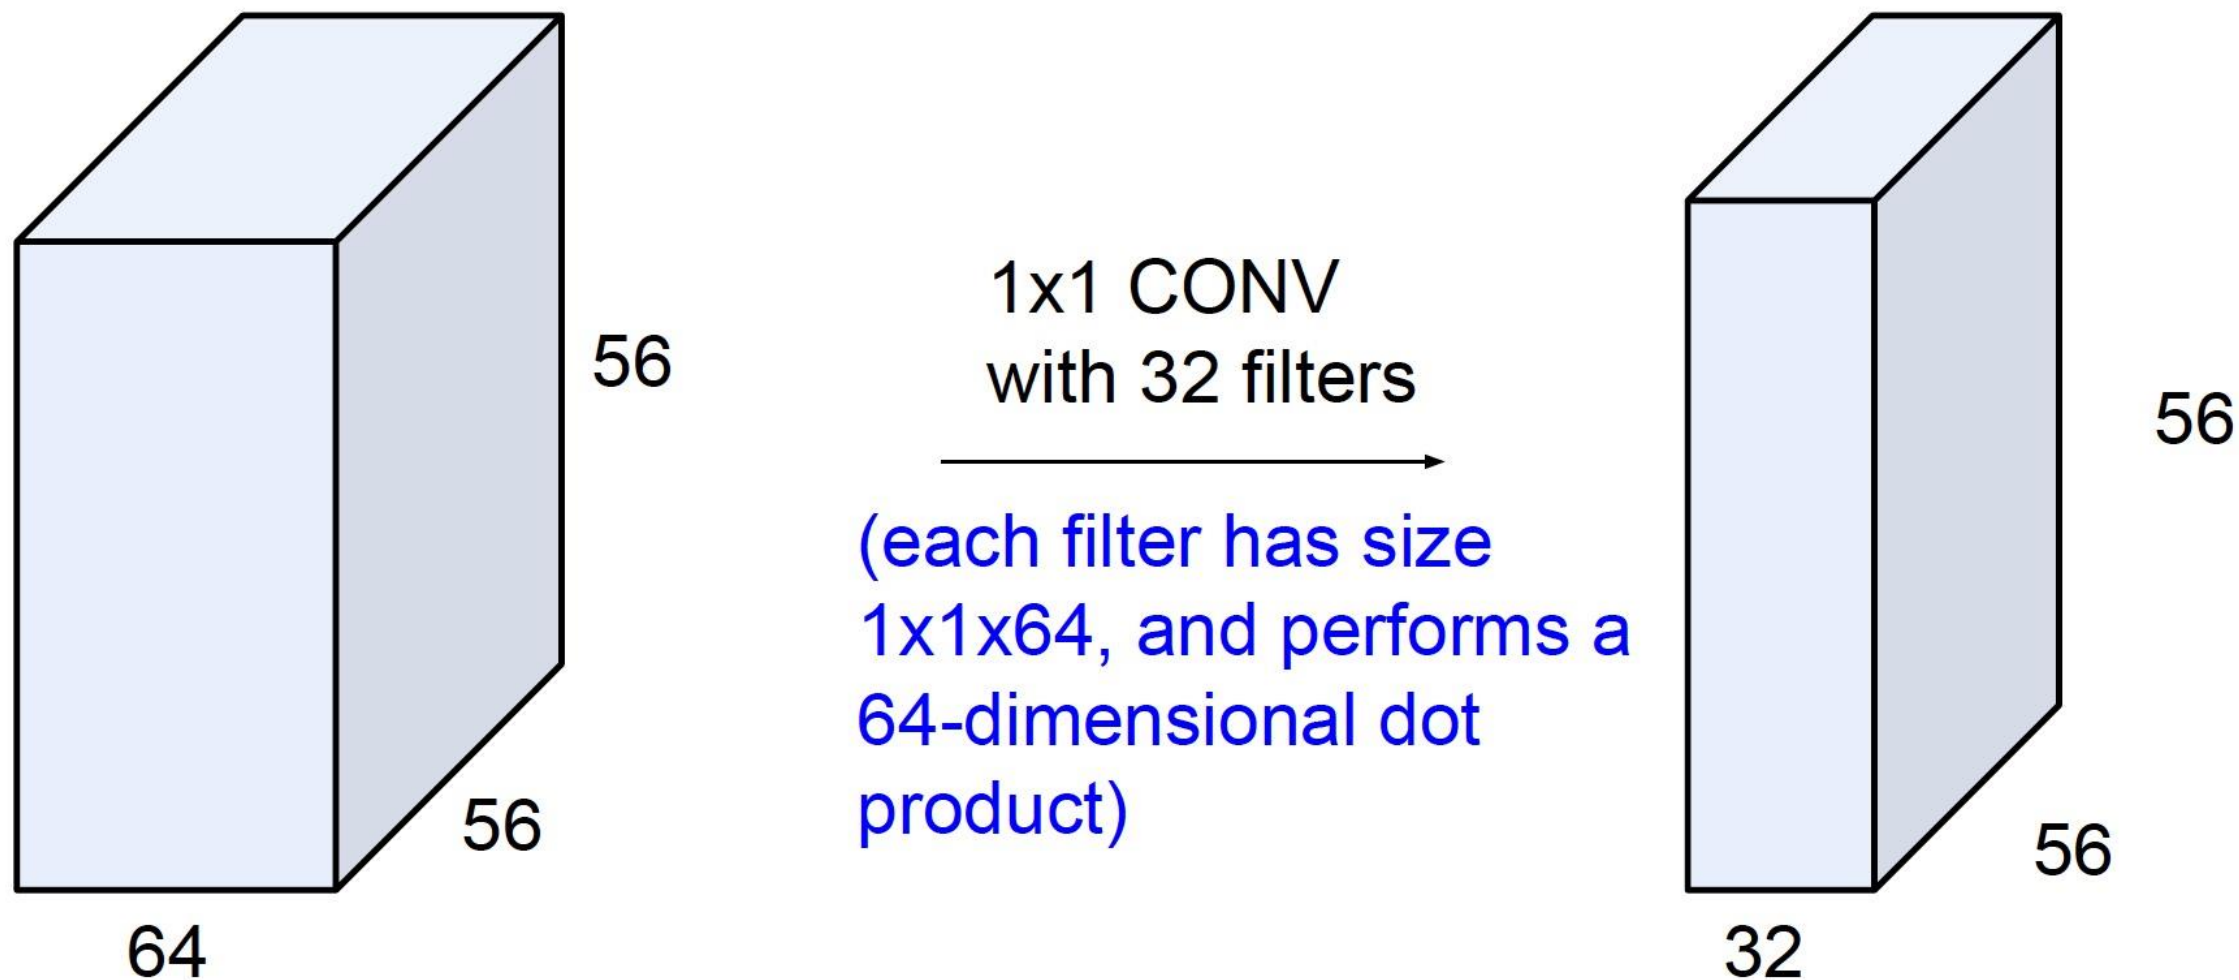 56
56
64
1x1 CONV
with 32 filters
(each filter has size
1x1x64, and performs a
64-dimensional dot
product)
56
56
32